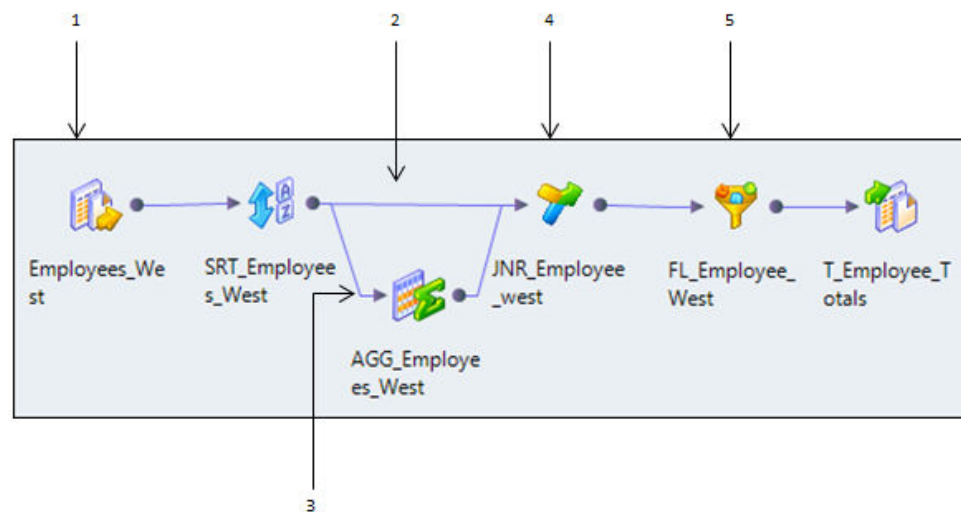 1
2
4
5
A
Z
Employees_We
st
SRT_Employee
s_West
JNR_Employee
_west
FL_Employee_
West
T_Employee_T
otals
AGG_Employe
es_West
3